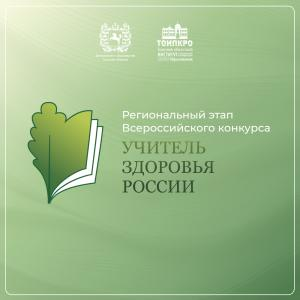 ТОИПКРО
Региональный этап
Всероссийского конкурса
УЧИТЕЛЬ
ЗДОРОВЬЯ
РОССИИ